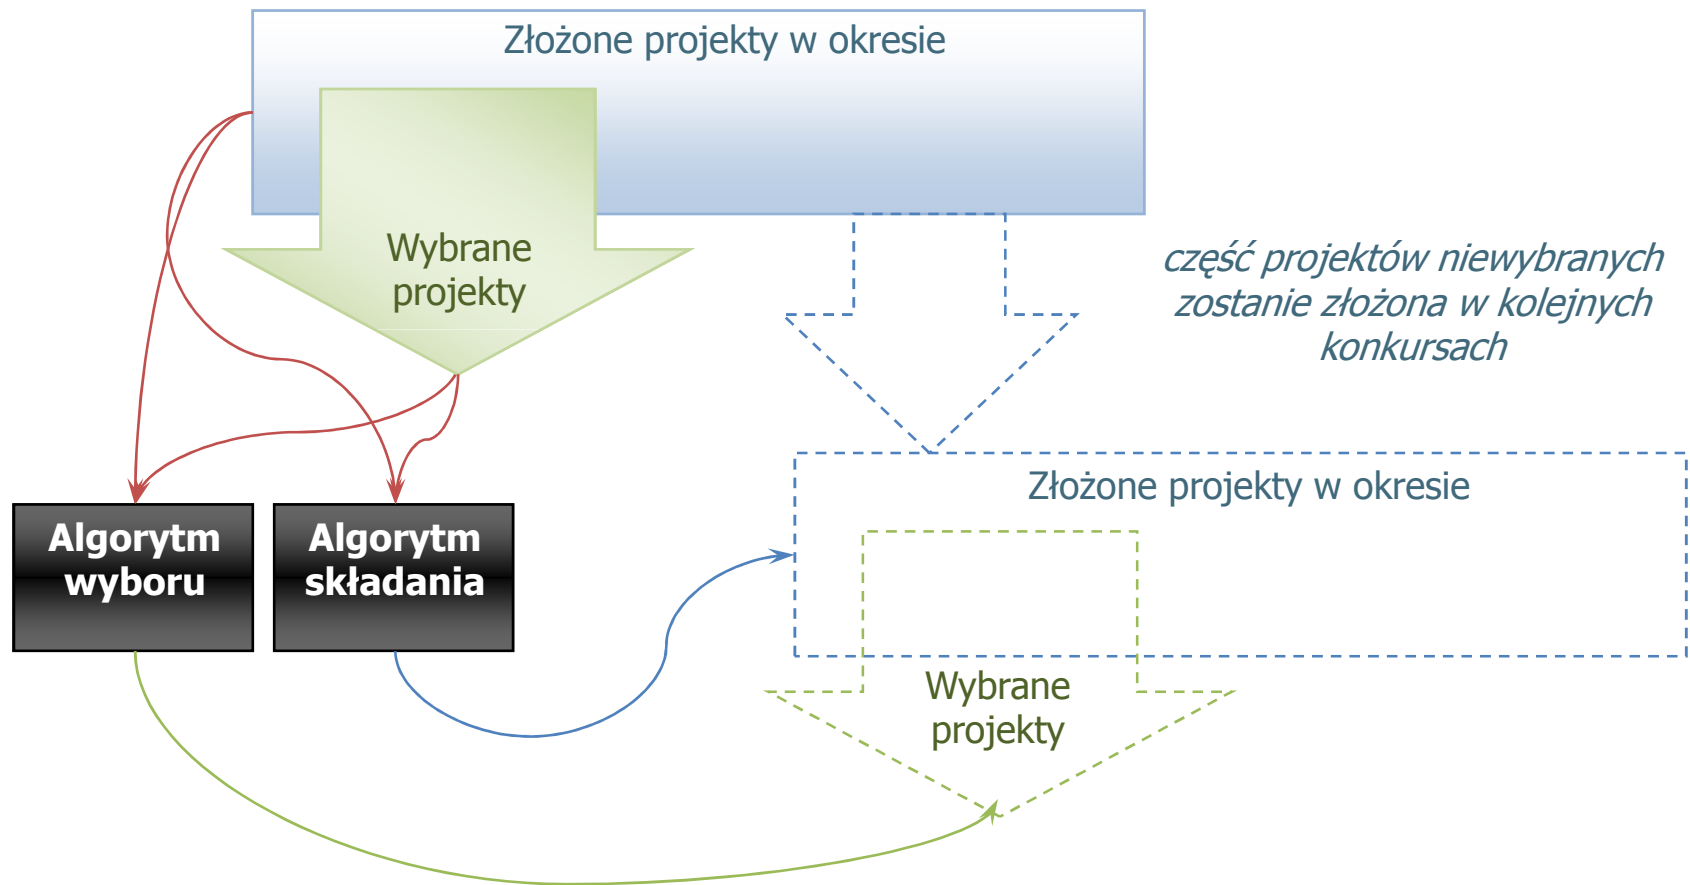 Złożone projekty w okresie
Wybrane
projekty
część projektów niewybranych
zostanie złożona w kolejnych
konkursach
Złożone projekty w okresie
Algorytm
wyboru
Algorytm
składania
Wybrane
projekty